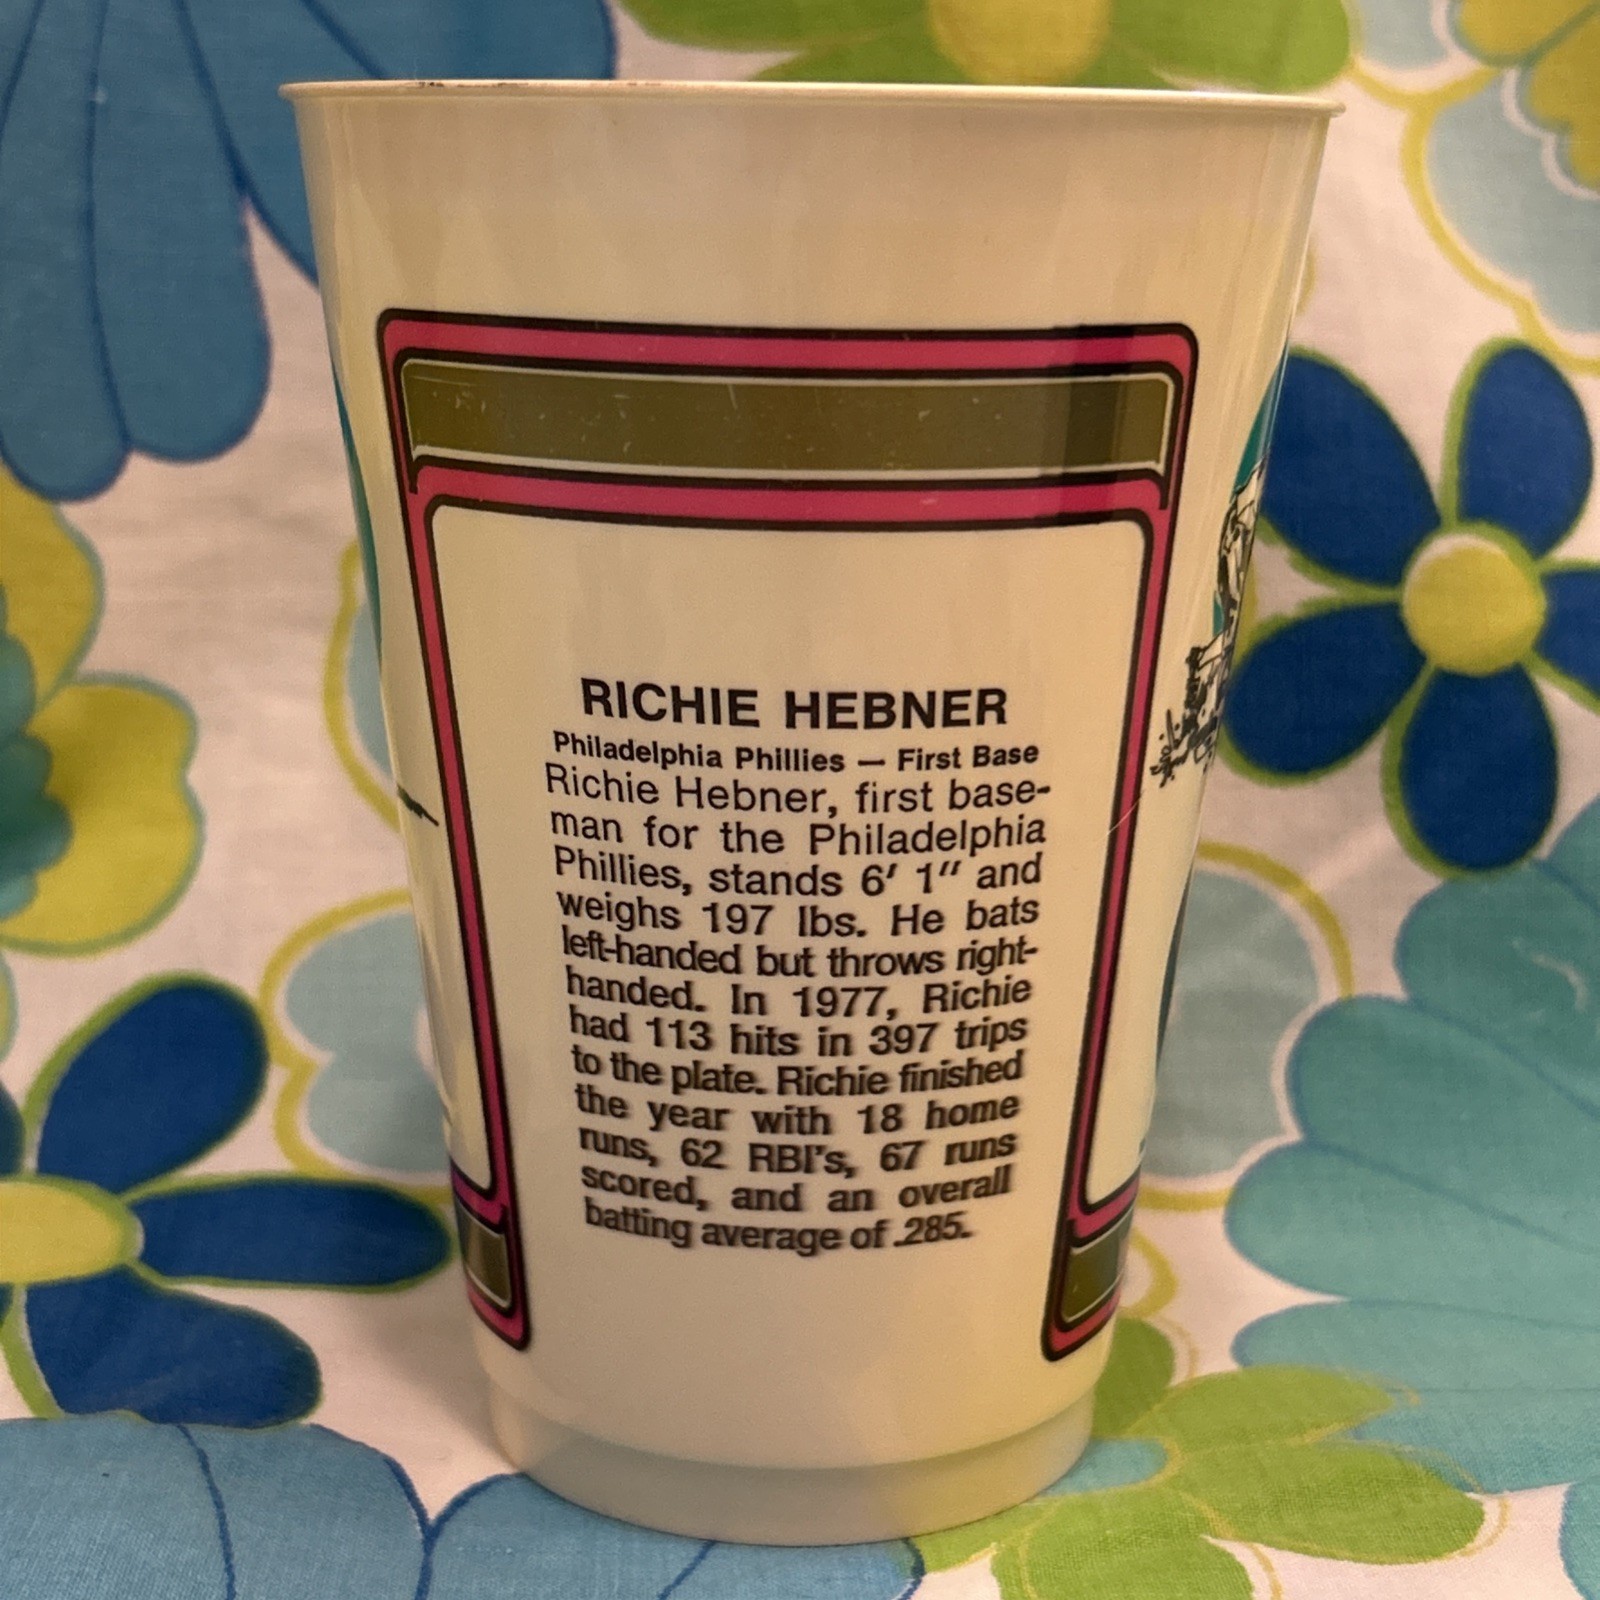 RICHIE HEBNER
Philadelphia Phillies — First Base
Richie Hebner, first base-
man for the Philadelphia
Phillies, stands 6′ 1″ and
weighs 197 lbs. He bats
left-handed but throws right-
handed. In 1977, Richie
had 113 hits in 397 trips
to the plate. Richie finished
the year with 18 home
runs, 62 RBI's, 67 runs
scored, and an overall
batting average of .285.